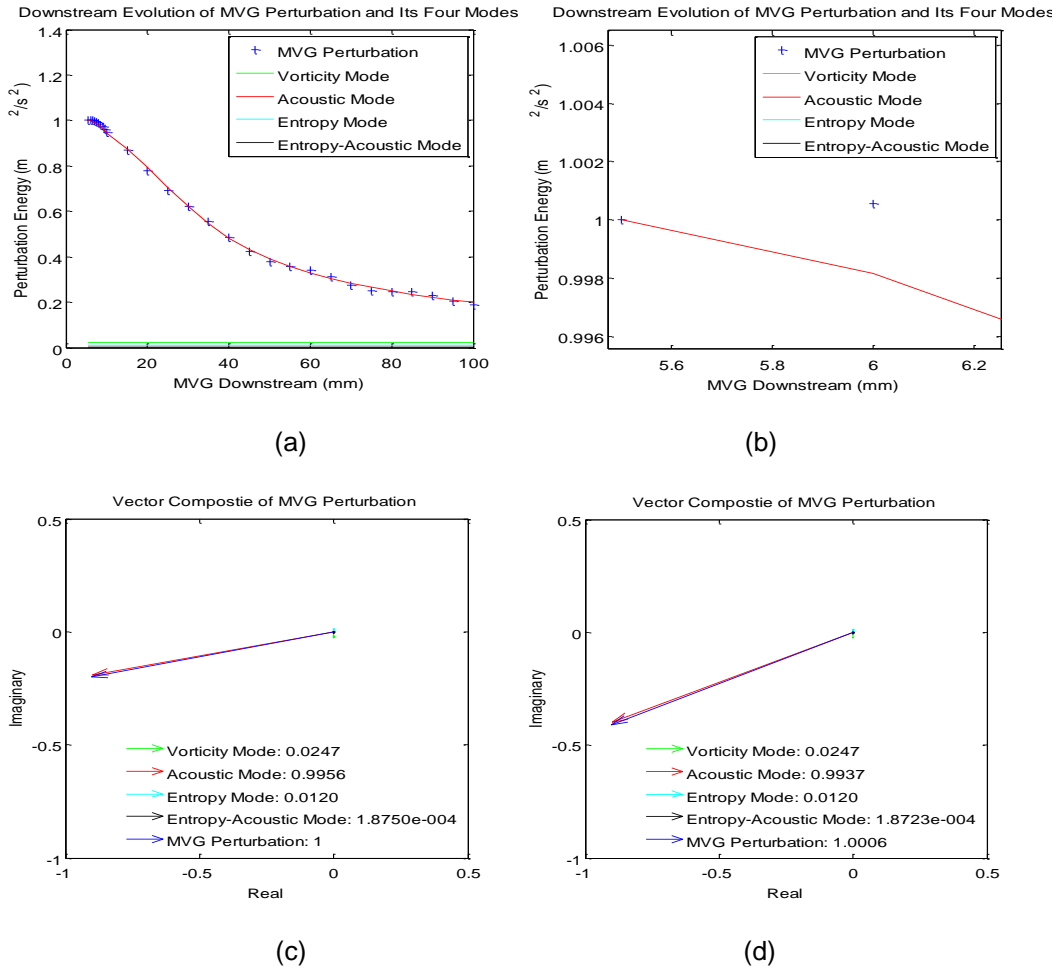 Downstream Evolution of MVG Perturbation and Its Four Modes
1.4
1.2
1
0.8
0.6
0.4
0.2
0
0
20
40
60
80
100
Perturbation Energy (m 2/s 2)
MVG Downstream (mm)
MVG Perturbation
Vorticity Mode
Acoustic Mode
Entropy Mode
Entropy-Acoustic Mode
(a)
Downstream Evolution of MVG Perturbation and Its Four Modes
1.006
1.004
1.002
1
0.998
0.996
5.6
5.8
6
6.2
Perturbation Energy (m 2/s 2)
MVG Downstream (mm)
MVG Perturbation
Vorticity Mode
Acoustic Mode
Entropy Mode
Entropy-Acoustic Mode
(b)
Vector Compostie of MVG Perturbation
0.5
0
-0.5
-1
-1
-0.5
0
0.5
Imaginary
Real
Vorticity Mode: 0.0247
Acoustic Mode: 0.9956
Entropy Mode: 0.0120
Entropy-Acoustic Mode: 1.8750e-004
MVG Perturbation: 1
(c)
Vector Compostie of MVG Perturbation
0.5
0
-0.5
-1
-1
-0.5
0
0.5
Imaginary
Real
Vorticity Mode: 0.0247
Acoustic Mode: 0.9937
Entropy Mode: 0.0120
Entropy-Acoustic Mode: 1.8723e-004
MVG Perturbation: 1.0006
(d)